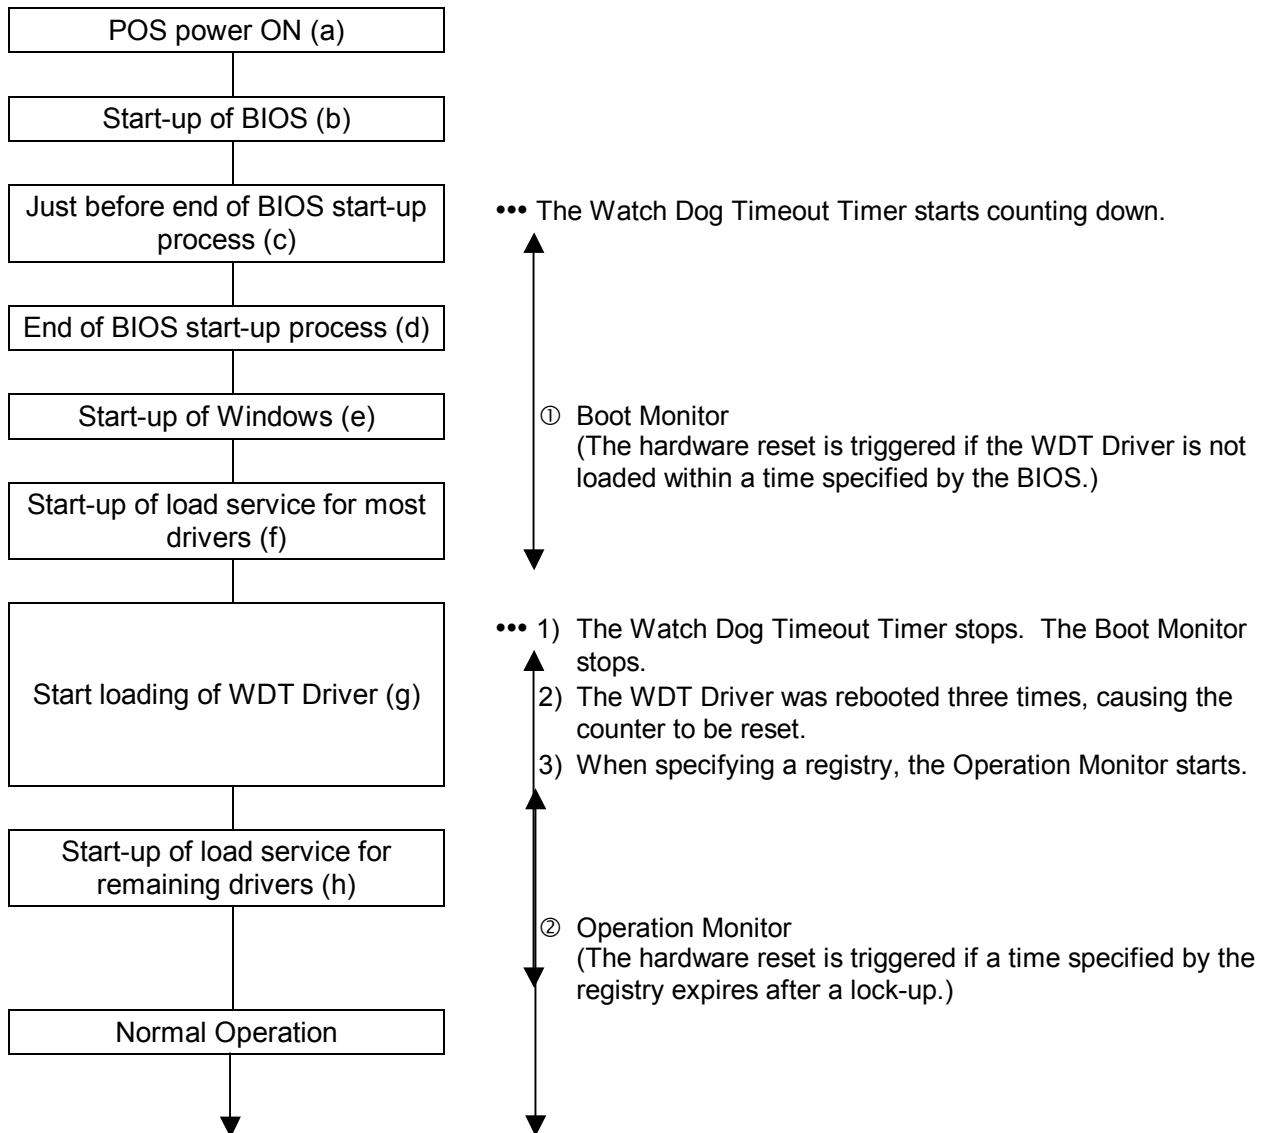 POS power ON (a)
Start-up of BIOS (b)
Just before end of BIOS start-up
process (c)
••• The Watch Dog Timeout Timer starts counting down.
End of BIOS start-up process (d)
Start-up of Windows (e)
① Boot Monitor
(The hardware reset is triggered if the WDT Driver is not
loaded within a time specified by the BIOS.)
Start-up of load service for most
drivers (f)
Start loading of WDT Driver (g)
••• 1) The Watch Dog Timeout Timer stops. The Boot Monitor
stops.
2) The WDT Driver was rebooted three times, causing the
counter to be reset.
3) When specifying a registry, the Operation Monitor starts.
Start-up of load service for
remaining drivers (h)
② Operation Monitor
(The hardware reset is triggered if a time specified by the
registry expires after a lock-up.)
Normal Operation